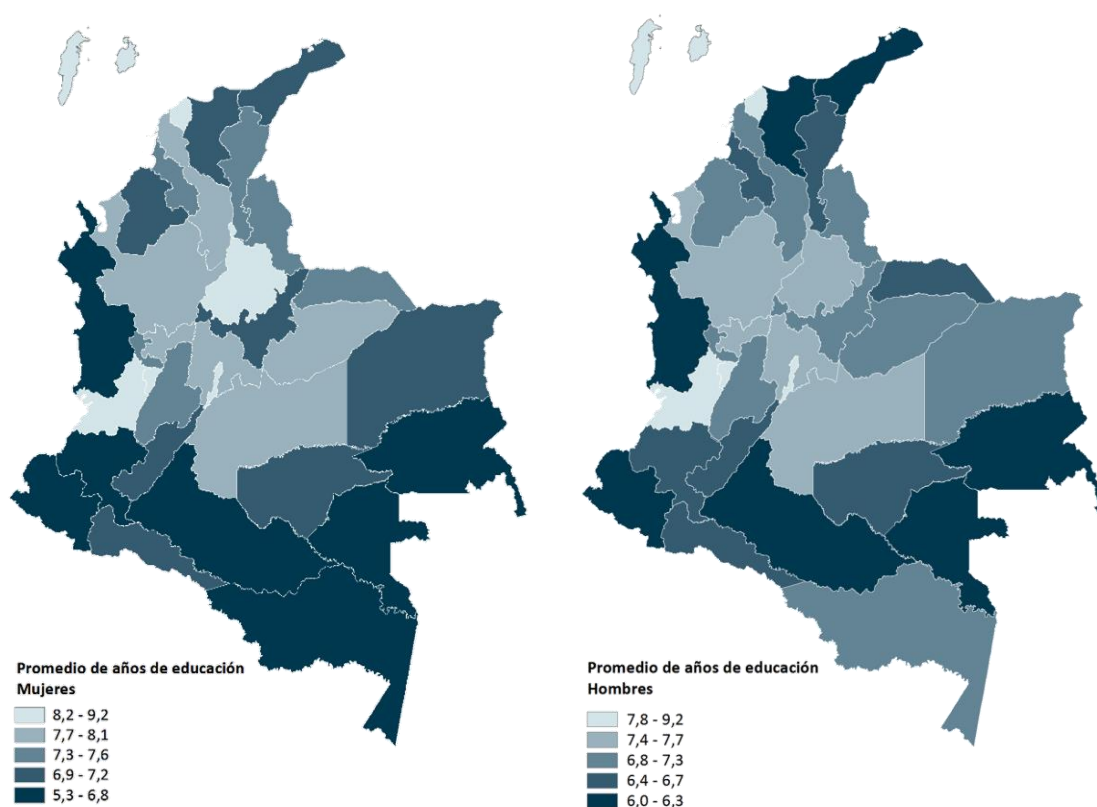 Promedio de años de educación
Mujeres
8,2 - 9,2
7,7 - 8,1
7,3 - 7,6
6,9 - 7,2
5,3 - 6,8
Promedio de años de educación
Hombres
7,8 - 9,2
7,4 - 7,7
6,8 - 7,3
6,4 - 6,7
6,0 - 6,3